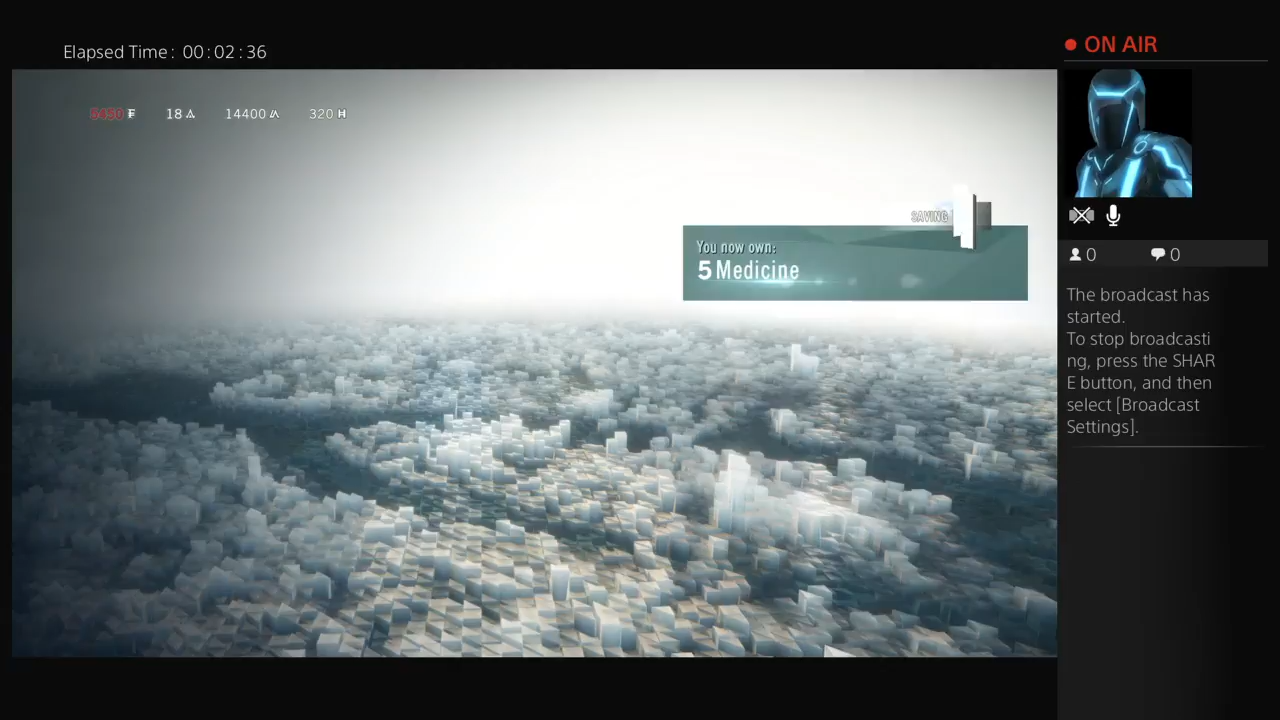 Elapsed Time: 00:02:36
ON AIR
18 14400 320
SAVING
You now own:
5 Medicine
0 0
The broadcast has
started.
To stop broadcasti
ng, press the SHAR
E button, and then
select [Broadcast
Settings].